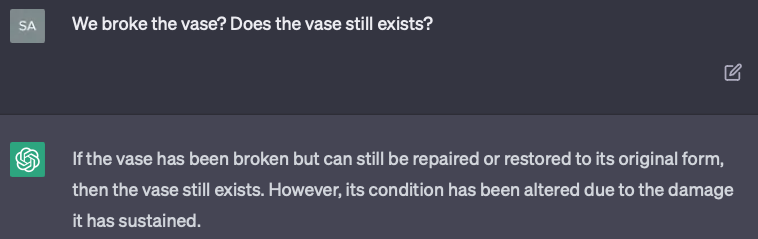 SA
We broke the vase? Does the vase still exists?
If the vase has been broken but can still be repaired or restored to its original form,
then the vase still exists. However, its condition has been altered due to the damage
it has sustained.